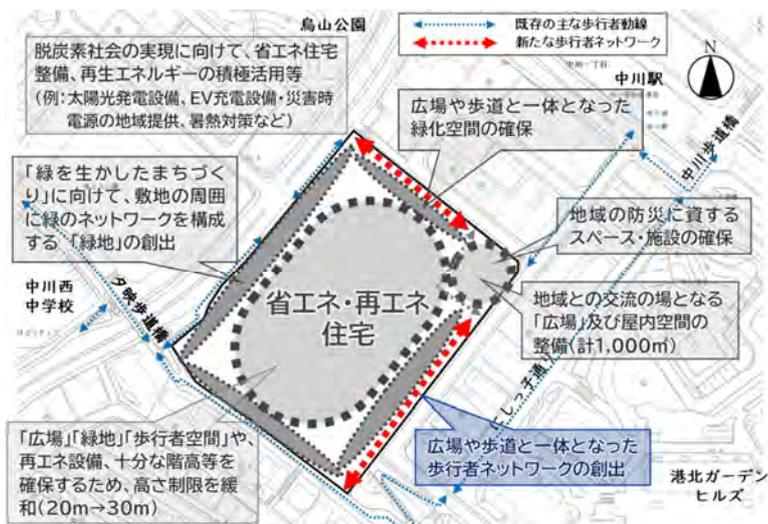 烏山公園
既存の主な歩行者動線
新たな歩行者ネットワーク
脱炭素社会の実現に向けて、省エネ住宅
整備、再生エネルギーの積極活用等
(例:太陽光発電設備、EV充電設備・災害時
電源の地域提供、暑熱対策など)
中川駅
N
中川歩道橋
広場や歩道と一体となった
緑化空間の確保
「緑を生かしたまちづく
り」に向けて、敷地の周囲
に緑のネットワークを構成
する「緑地」の創出
地域の防災に資する
スペース・施設の確保
中川西
中学校
夕映歩道橋
省エネ・再エネ
住宅
地域との交流の場となる
「広場」及び屋内空間の
整備(計1,000㎡)
「広場」「緑地」「歩行者空間」や、
再エネ設備、十分な階高等を
確保するため、高さ制限を緩
和(20m→30m)
広場や歩道と一体となった
歩行者ネットワークの創出
港北ガーデン
ヒルズ